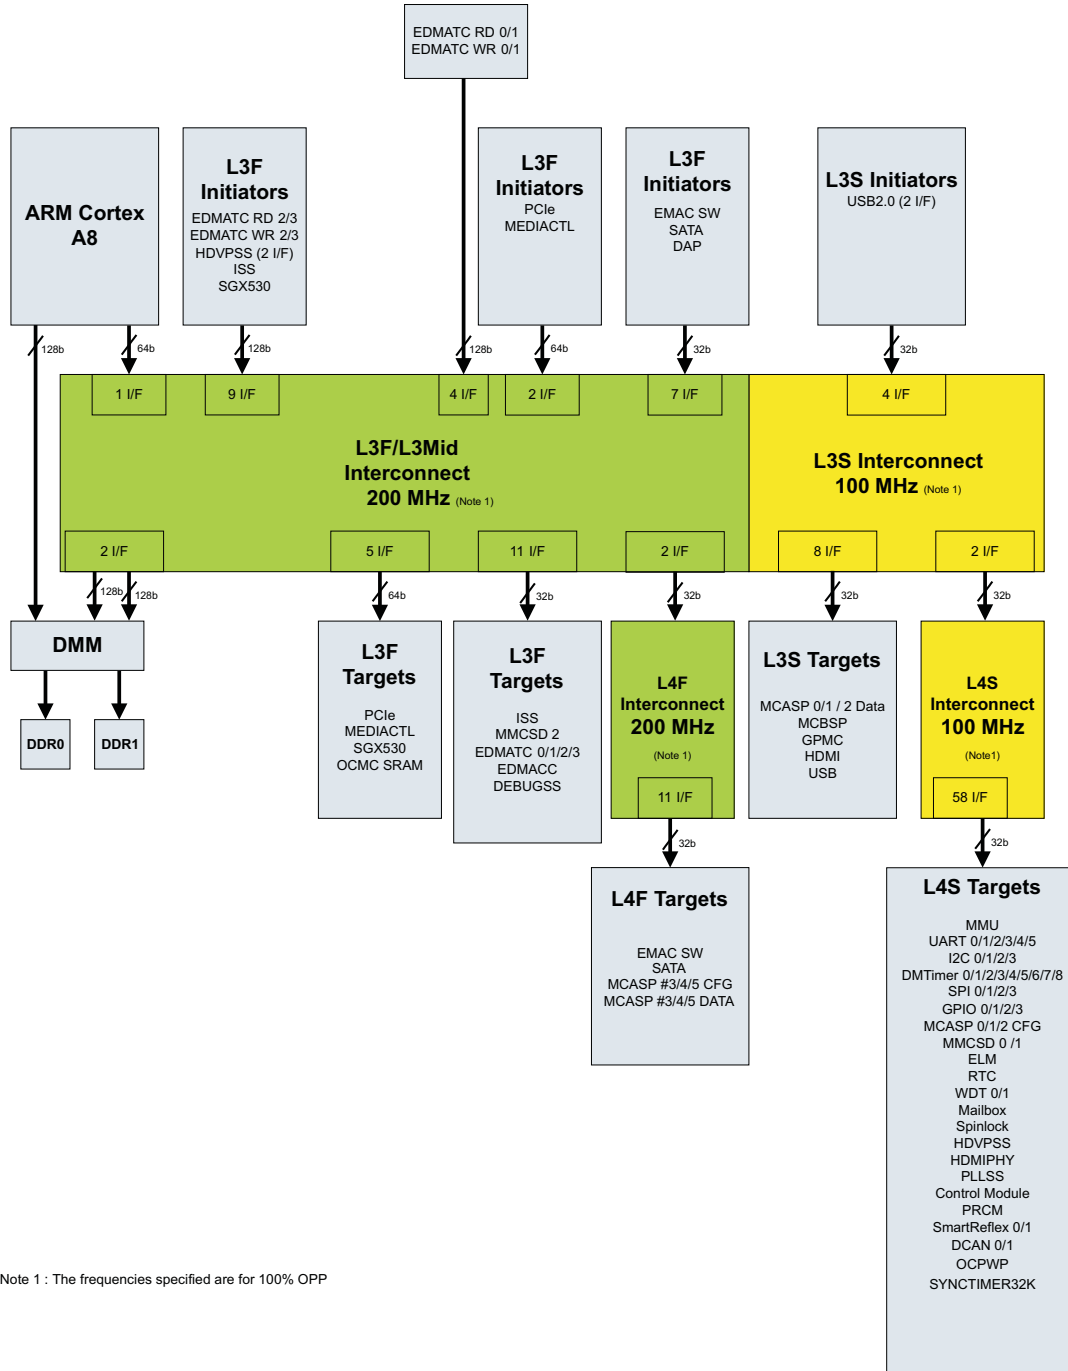 EDMATC RD 0/1
EDMATC WR 0/1
ARM Cortex
A8
L3F
Initiators
EDMATC RD 2/3
EDMATC WR 2/3
HDVPSS (2 I/F)
ISS
SGX530
L3F
Initiators
PCIe
MEDIACTL
L3F
Initiators
EMAC SW
SATA
DAP
L3S Initiators
USB2.0 (2 I/F)
128b
64b
128b
128b
64b
32b
32b
1 I/F
9 I/F
4 I/F
2 I/F
7 I/F
4 I/F
L3F/L3Mid
Interconnect
200 MHz (Note 1)
L3S Interconnect
100 MHz (Note 1)
2 I/F
5 I/F
11 I/F
2 I/F
8 I/F
2 I/F
128b
128b
64b
32b
32b
32b
32b
DMM
DDR0
DDR1
L3F
Targets
PCIe
MEDIACTL
SGX530
OCMC SRAM
L3F
Targets
ISS
MMCSD 2
EDMATC 0/1/2/3
EDMACC
DEBUGSS
L4F
Interconnect
200 MHz
(Note 1)
11 I/F
L3S Targets
MCASP 0/1 / 2 Data
MCBSP
GPMC
HDMI
USB
L4S
Interconnect
100 MHz
(Note1)
58 I/F
32b
32b
L4F Targets
EMAC SW
SATA
MCASP #3/4/5 CFG
MCASP #3/4/5 DATA
L4S Targets
MMU
UART 0/1/2/3/4/5
I2C 0/1/2/3
DMTimer 0/1/2/3/4/5/6/7/8
SPI 0/1/2/3
GPIO 0/1/2/3
MCASP 0/1/2 CFG
MMCSD 0 /1
ELM
RTC
WDT 0/1
Mailbox
Spinlock
HDVPSS
HDMIPHY
PLLSS
Control Module
PRCM
SmartReflex 0/1
DCAN 0/1
OCPWP
SYNCTIMER32K
Note 1 : The frequencies specified are for 100% OPP